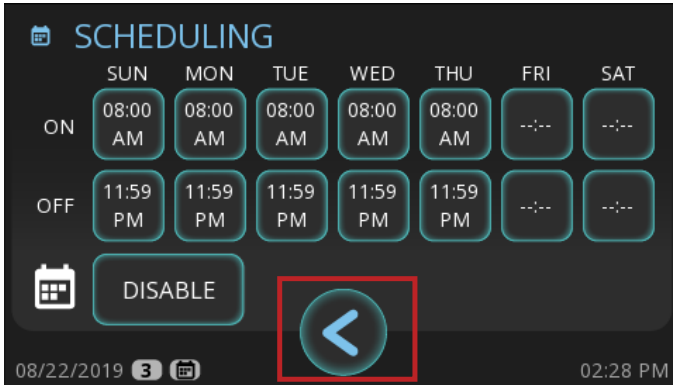 SCHEDULING
SUN MON TUE WED THU FRI SAT
ON 08:00 AM 08:00 AM 08:00 AM 08:00 AM 08:00 AM --:-- --:--
OFF 11:59 PM 11:59 PM 11:59 PM 11:59 PM 11:59 PM --:-- --:--
DISABLE
<
08/22/2019 3 02:28 PM